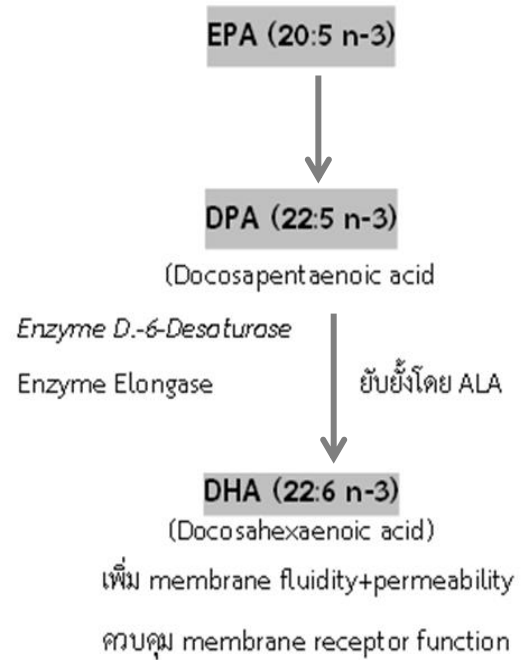 EPA (20:5 n-3)
DPA (22:5 n-3)
(Docosapentaenoic acid
Enzyme D.-6-Desaturase
Enzyme Elongase
ยับยั้งโดย ALA
DHA (22:6 n-3)
(Docosahexaenoic acid)
เพิ่ม membrane fluidity+permeability
ควบคุม membrane receptor function